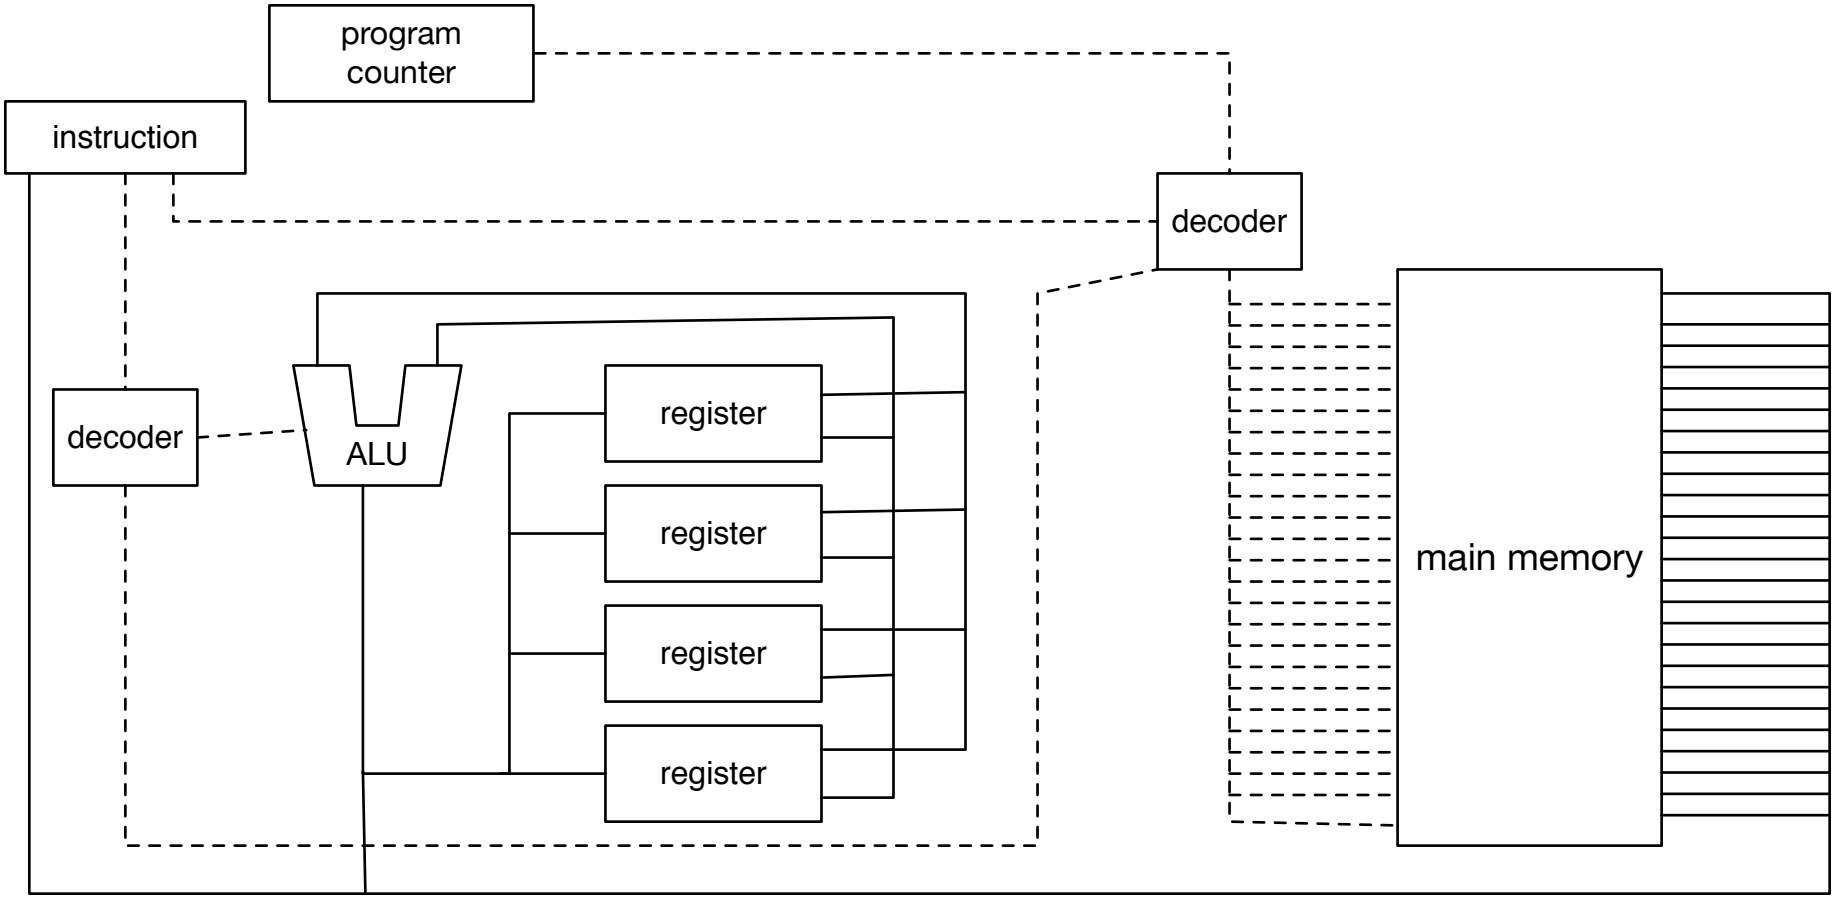 program
counter
instruction
decoder
decoder
ALU
register
register
register
register
main memory